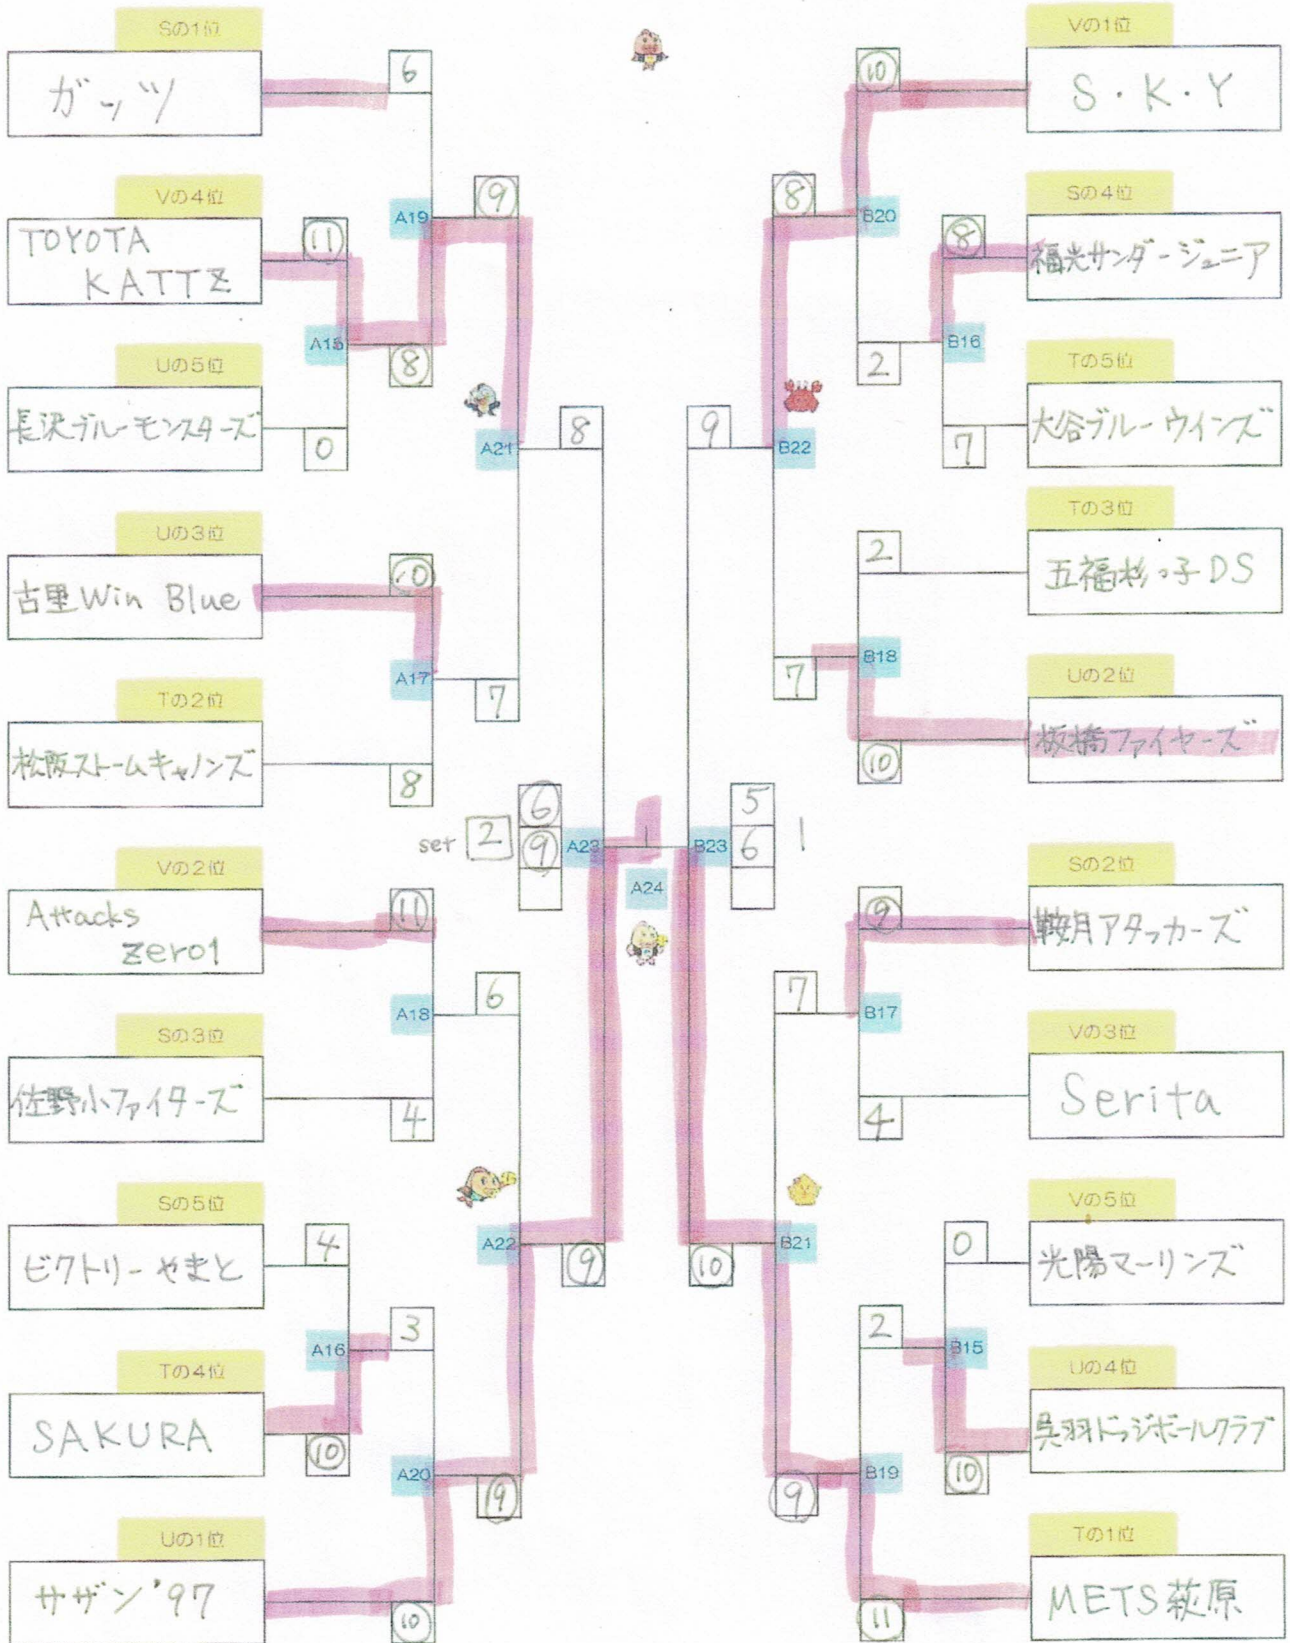 Sの1位
ガッツ
6
Vの4位
TOYOTA
KATTZ
11
A19
9
A15
Uの5位
8
長沢ブルーモンスターズ
0
A21
8
Uの3位
古里Win Blue
10
A17
7
Tの2位
松阪ストームキャノンズ
8
set 2
6
9
A23
Vの2位
Attacks
zero1
11
A18
6
Sの3位
佐野小ファイターズ
4
Sの5位
ビクトリーやまと
4
A22
9
A16
3
Tの4位
SAKURA
10
A20
9
Uの1位
サザン'97
10
A24
Vの1位
S・K・Y
10
Sの4位
福光サンダージュニア
8
B20
8
B16
2
Tの5位
大谷ブルーウインズ
7
B22
9
Tの3位
五福杉っ子DS
2
B18
7
Uの2位
板橋ファイヤーズ
10
B23
5
6
1
Sの2位
鞍月アタッカーズ
9
B17
7
Vの3位
Serita
4
Vの5位
光陽マーリンズ
0
B21
10
B15
2
Uの4位
呉羽ドッジボールクラブ
10
B19
9
Tの1位
METS萩原
11